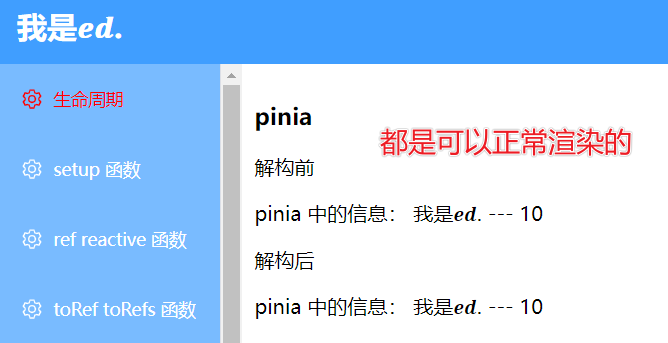 我是𝒆𝒅.
生命周期
setup 函数
ref reactive 函数
toRef toRefs 函数
pinia
都是可以正常渲染的
解构前
pinia 中的信息： 我是𝒆𝒅. --- 10
解构后
pinia 中的信息： 我是𝒆𝒅. --- 10